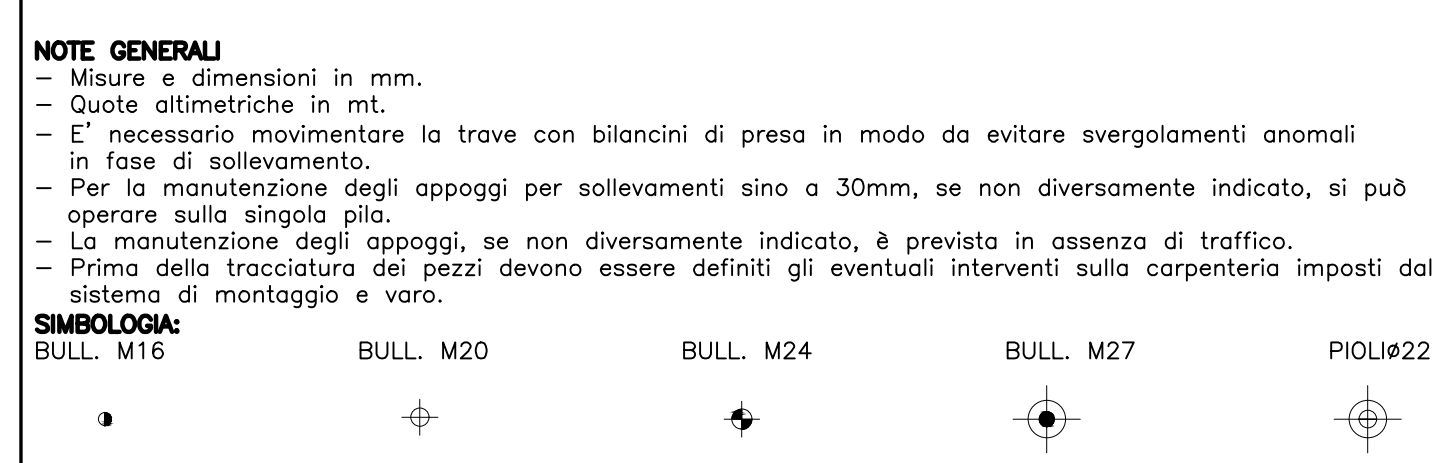 NOTE GENERALI
– Misure e dimensioni in mm.
– Quote altimetriche in mt.
– E' necessario movimentare la trave con bilancini di presa in modo da evitare svergolamenti anomali
in fase di sollevamento.
– Per la manutenzione degli appoggi per sollevamenti sino a 30mm, se non diversamente indicato, si può
operare sulla singola pila.
– La manutenzione degli appoggi, se non diversamente indicato, è prevista in assenza di traffico.
– Prima della tracciatura dei pezzi devono essere definiti gli eventuali interventi sulla carpenteria imposti dal
sistema di montaggio e varo.
SIMBOLOGIA:
BULL. M16 BULL. M20 BULL. M24 BULL. M27 PIOLIø22